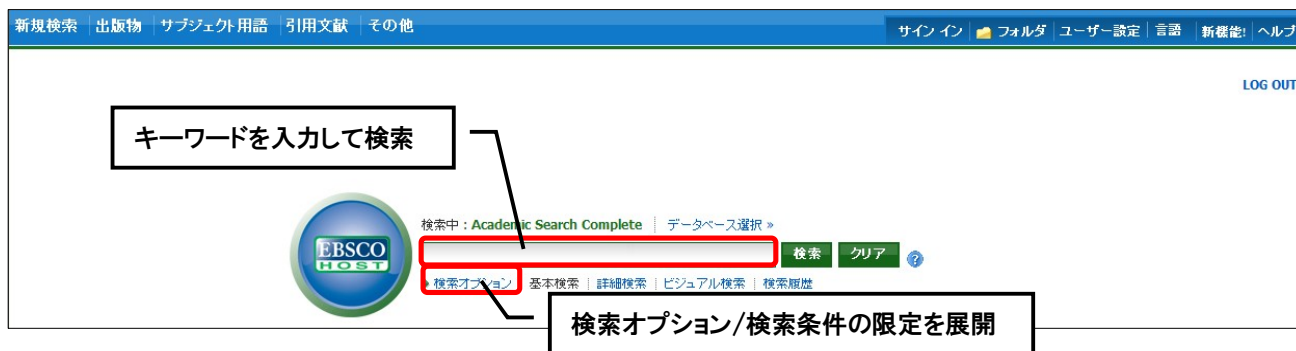 新規検索 出版物 サブジェクト用語 引用文献 その他 サイン イン フォルダ ユーザー設定 言語 新機能! ヘルプ
LOG OUT
キーワードを入力して検索
検索中 : Academic Search Complete データベース選択 »
EBSCO
HOST
検索 クリア ?
» 検索オプション 基本検索 詳細検索 ビジュアル検索 検索履歴
検索オプション/検索条件の限定を展開